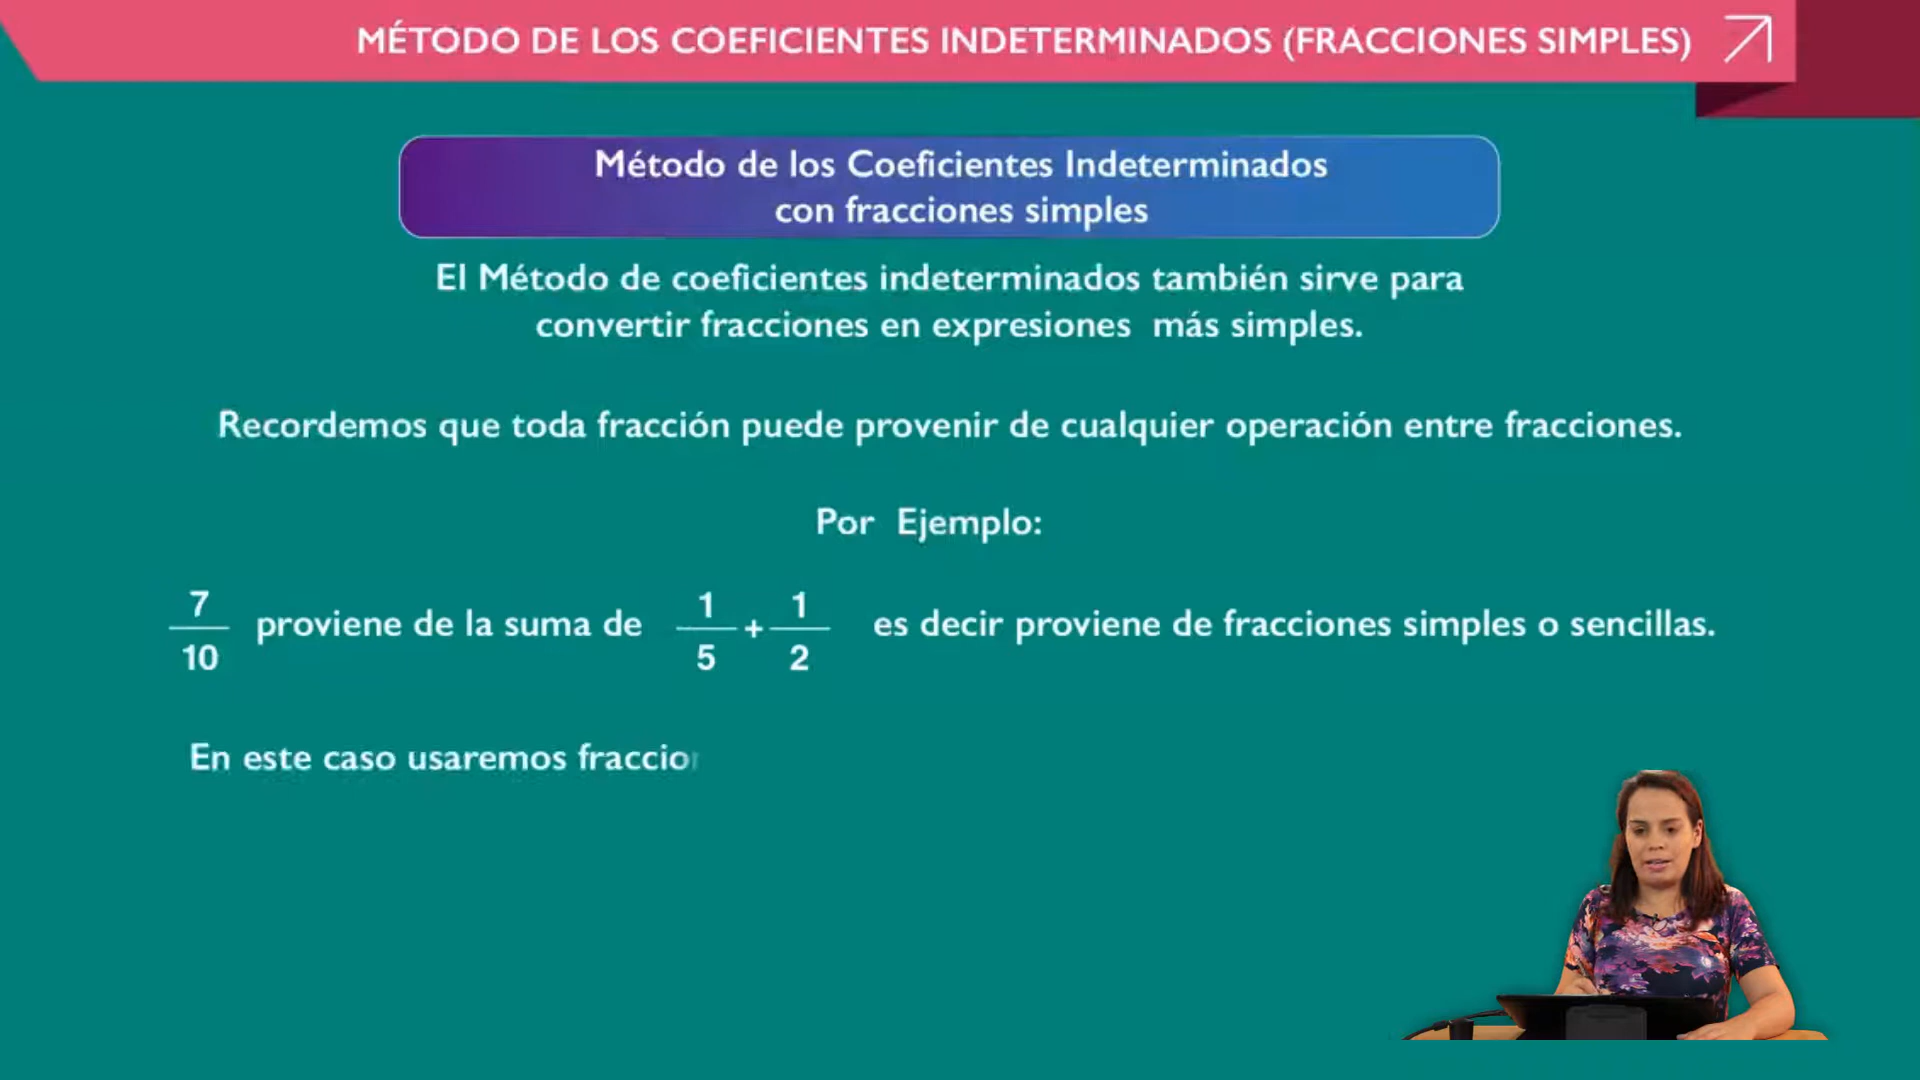 MÉTODO DE LOS COEFICIENTES INDETERMINADOS (FRACCIONES SIMPLES)
Método de los Coeficientes Indeterminados
con fracciones simples
El Método de coeficientes indeterminados también sirve para
convertir fracciones en expresiones más simples.
Recordemos que toda fracción puede provenir de cualquier operación entre fracciones.
Por Ejemplo:
7/10 proviene de la suma de 1/5 + 1/2 es decir proviene de fracciones simples o sencillas.
En este caso usaremos fraccion